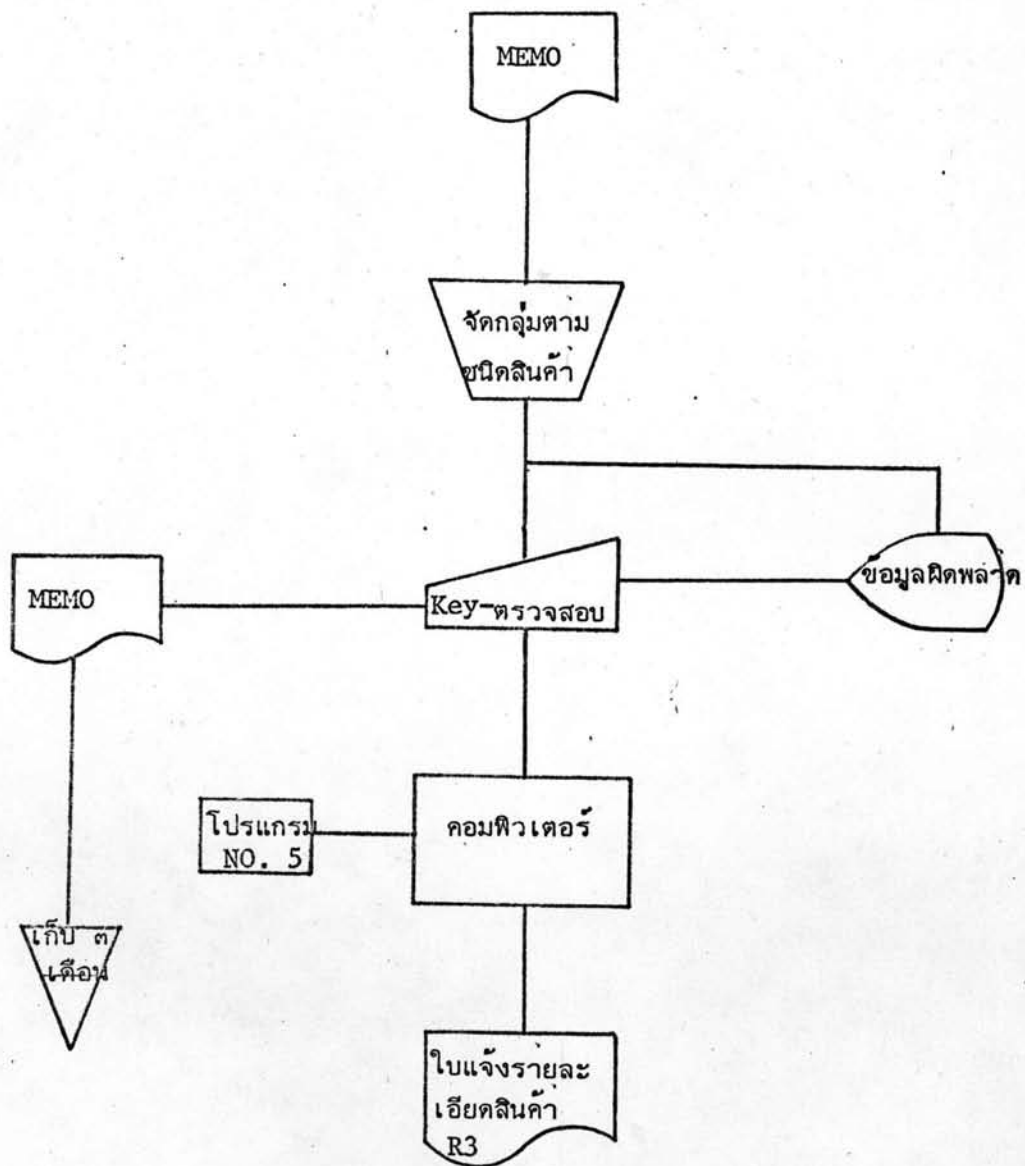 MEMO
จัดกลุ่มตาม
ชนิดสินค้า
ข้อมูลผิดพลาด
MEMO
Key-ตรวจสอบ
โปรแกรม
NO. 5
คอมพิวเตอร์
เก็บ ๓
เดือน
ใบแจ้งรายละ
เอียดสินค้า
R3